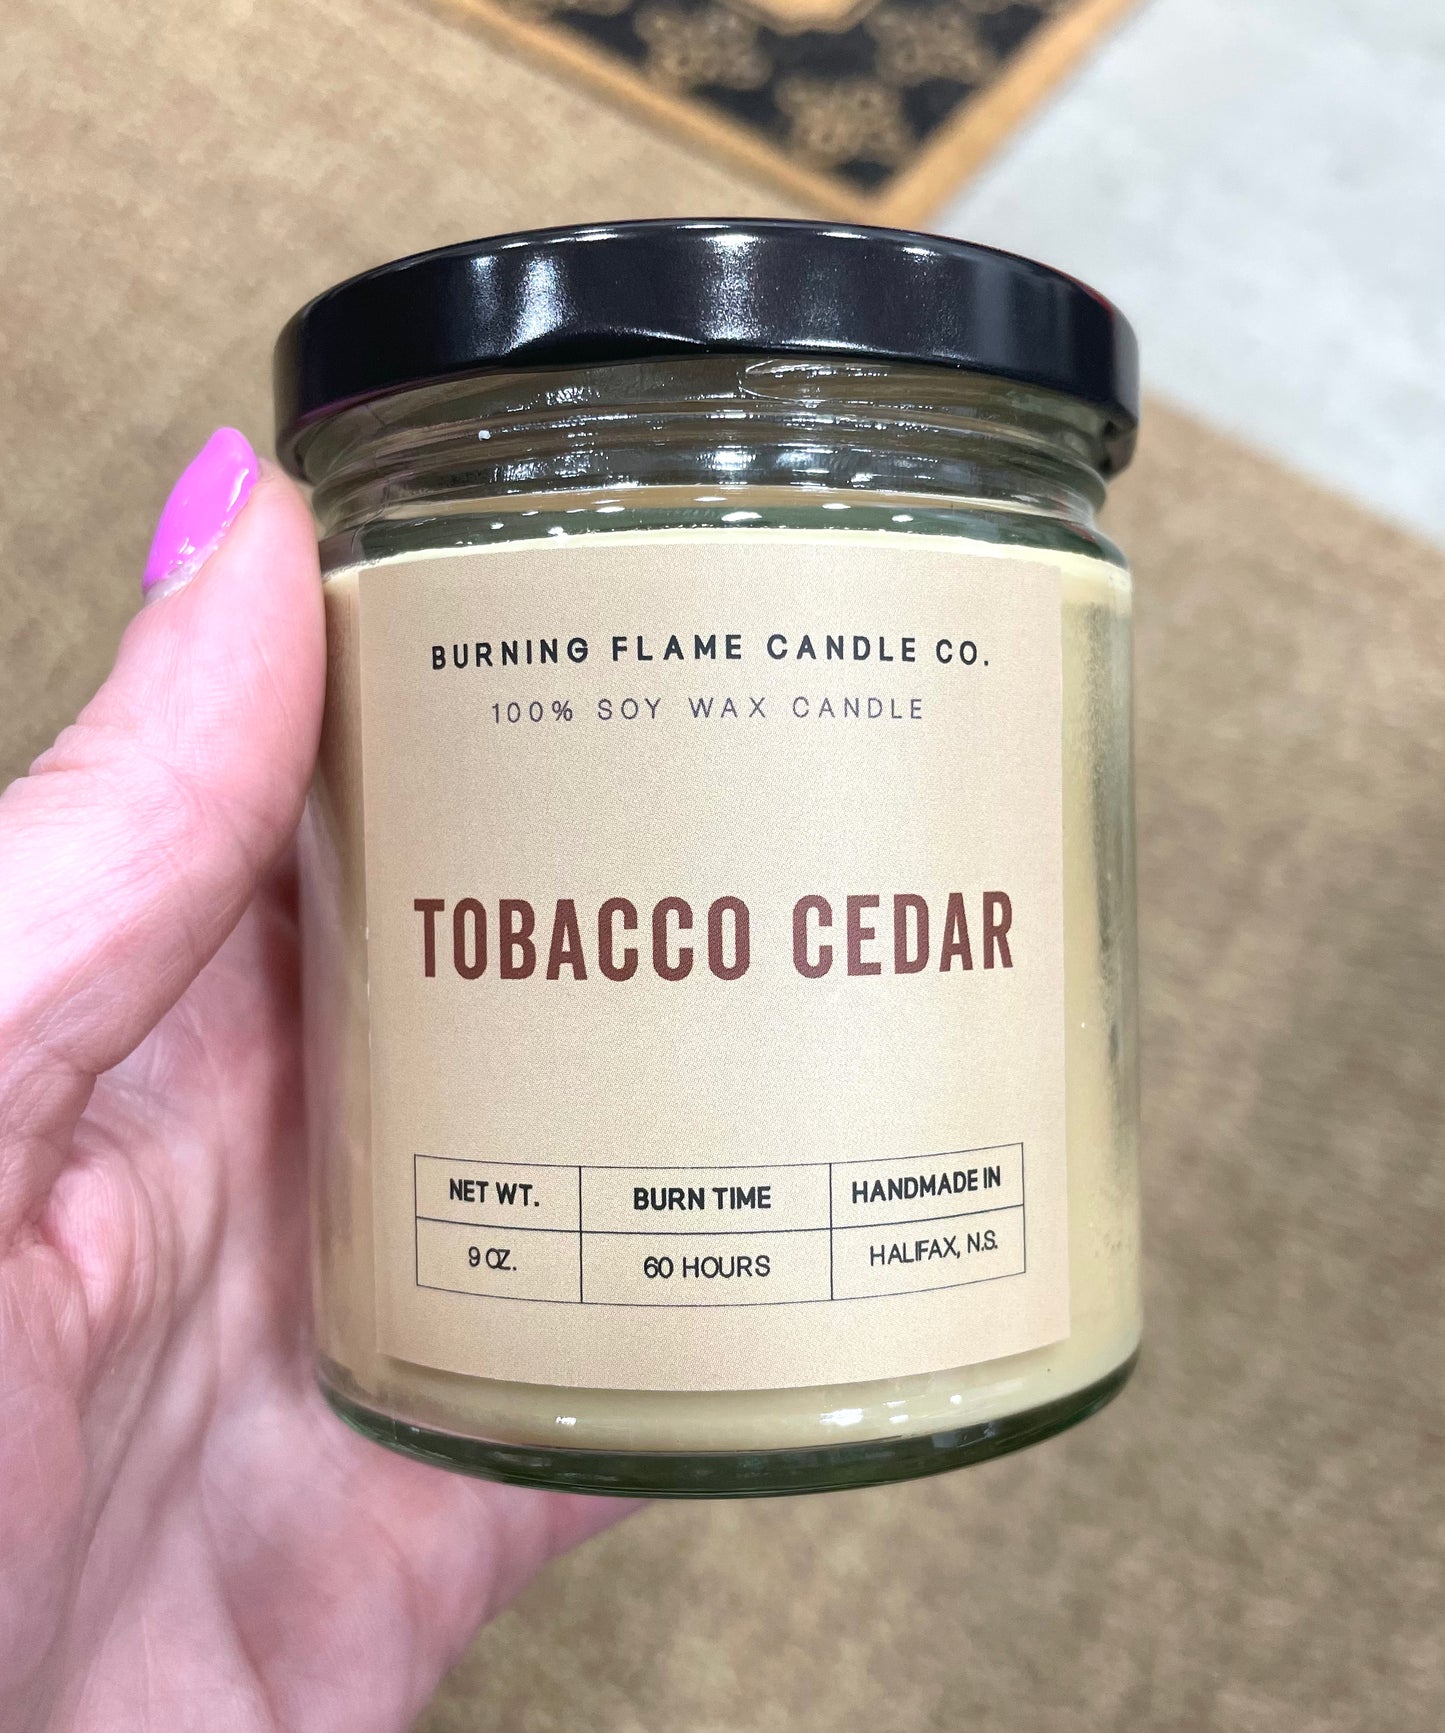 BURNING FLAME CANDLE CO.
100% SOY WAX CANDLE
TOBACCO CEDAR
NET WT. BURN TIME HANDMADE IN
9 OZ. 60 HOURS HALIFAX, N.S.